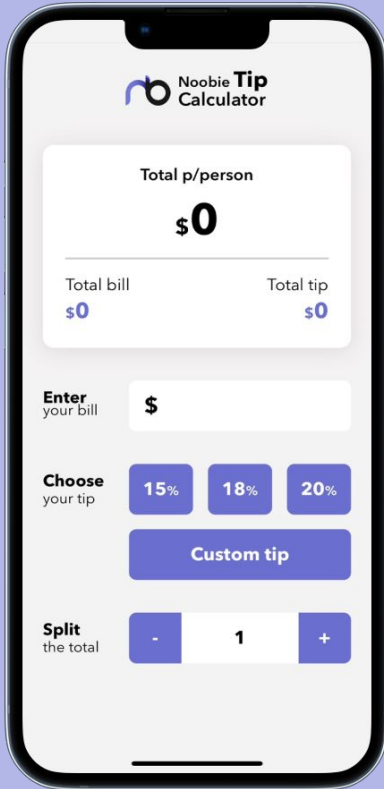 Noobie Tip
Calculator
Total p/person
$0
Total bill
Total tip
$0
$0
Enter
your bill
$
Choose
your tip
15%
18%
20%
Custom tip
Split
the total
-
1
+